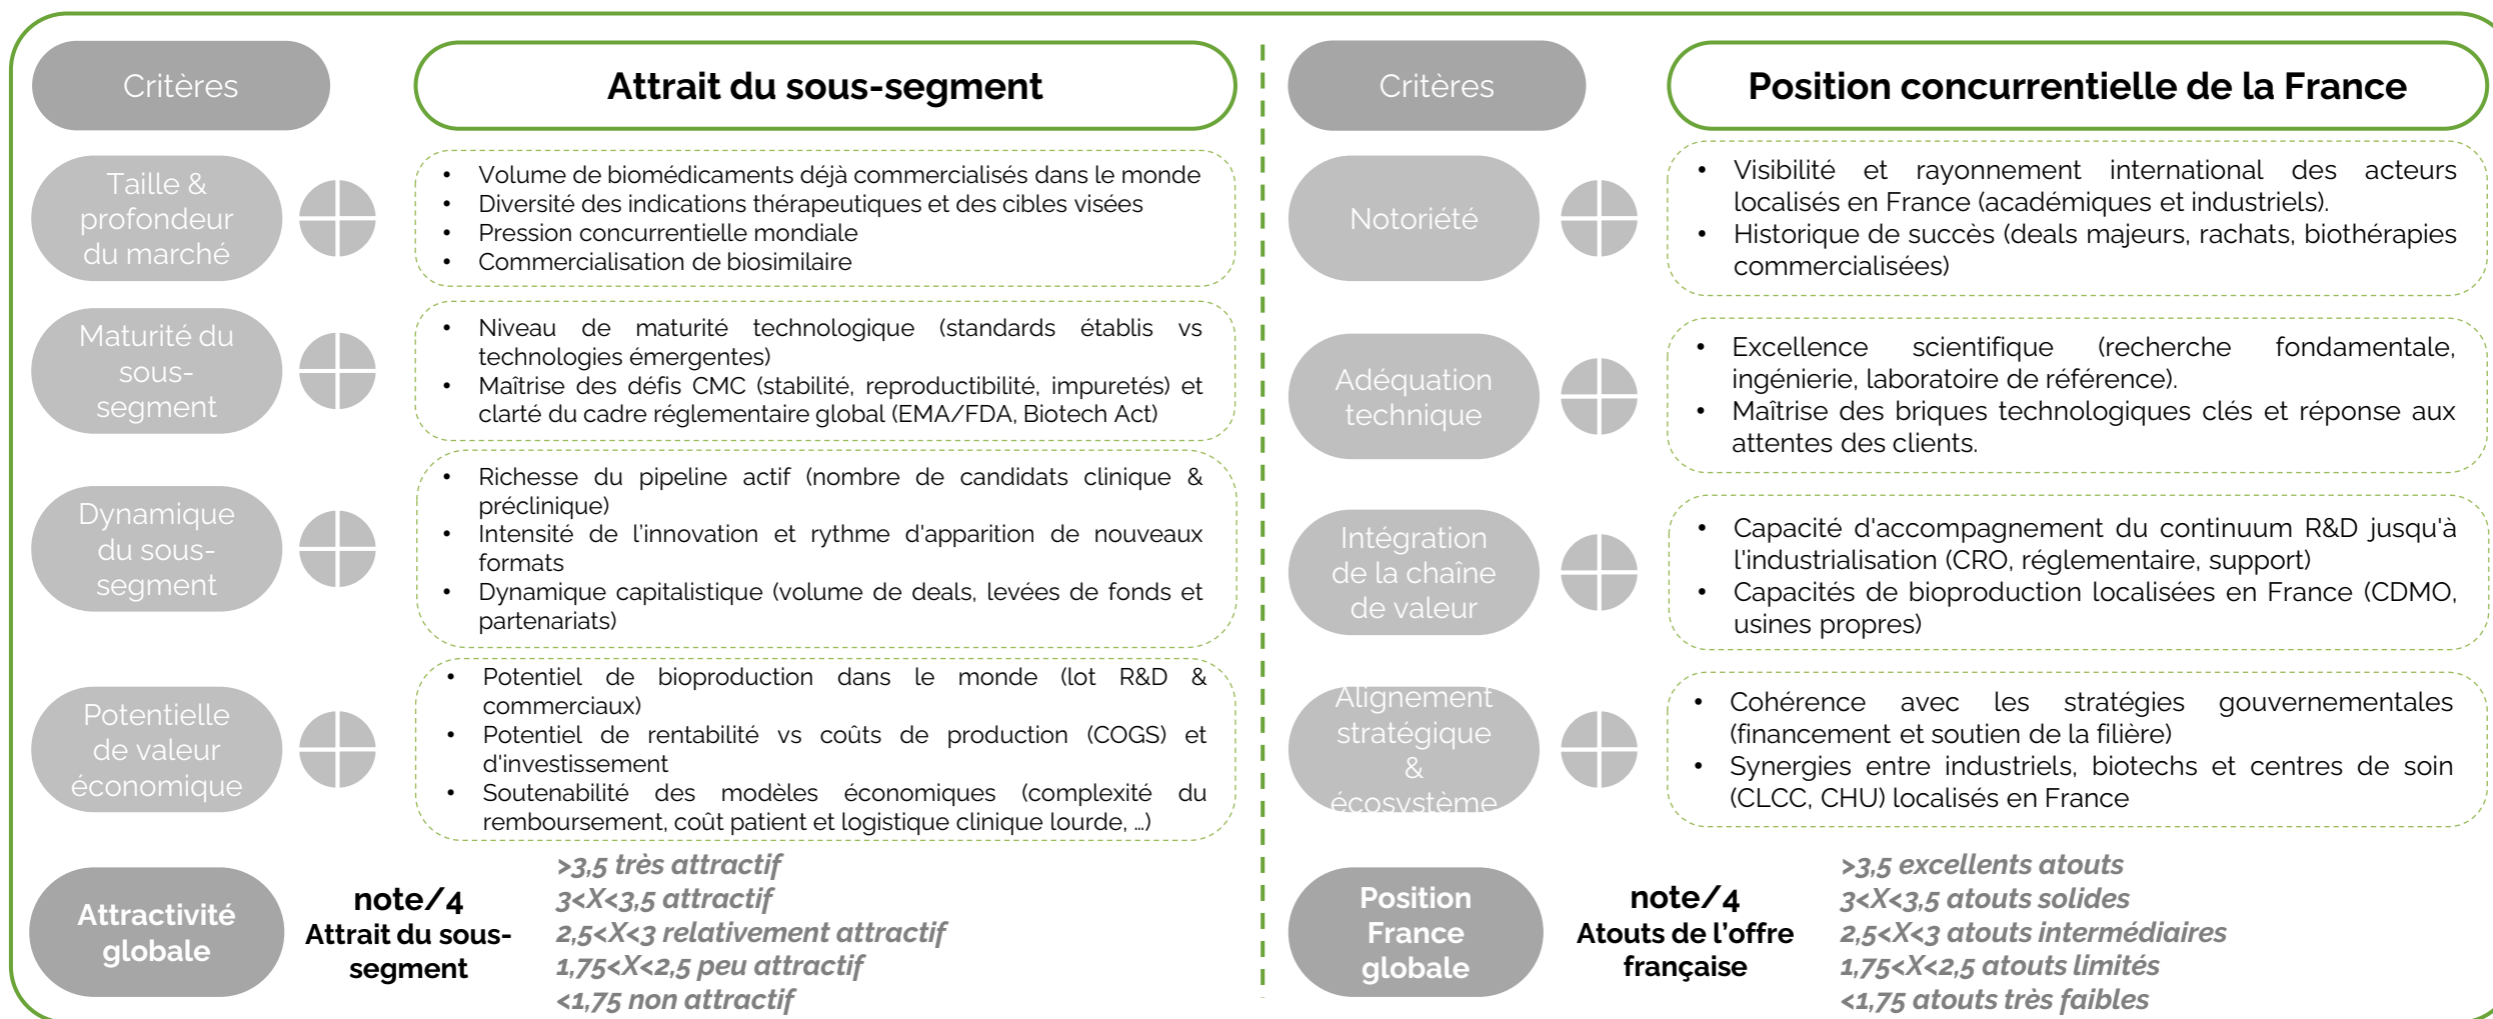 Critères
Attrait du sous-segment
Taille &
profondeur
du marché
• Volume de biomédicaments déjà commercialisés dans le monde
• Diversité des indications thérapeutiques et des cibles visées
• Pression concurrentielle mondiale
• Commercialisation de biosimilaire
Maturité du
sous-
segment
• Niveau de maturité technologique (standards établis vs
technologies émergentes)
• Maîtrise des défis CMC (stabilité, reproductibilité, impuretés) et
clarté du cadre réglementaire global (EMA/FDA, Biotech Act)
Dynamique
du sous-
segment
• Richesse du pipeline actif (nombre de candidats clinique &
préclinique)
• Intensité de l'innovation et rythme d'apparition de nouveaux
formats
• Dynamique capitalistique (volume de deals, levées de fonds et
partenariats)
Potentielle
de valeur
économique
• Potentiel de bioproduction dans le monde (lot R&D &
commerciaux)
• Potentiel de rentabilité vs coûts de production (COGS) et
d'investissement
• Soutenabilité des modèles économiques (complexité du
remboursement, coût patient et logistique clinique lourde, …)
Attractivité
globale
note/4
Attrait du sous-
segment
>3,5 très attractif
3<X<3,5 attractif
2,5<X<3 relativement attractif
1,75<X<2,5 peu attractif
<1,75 non attractif
Critères
Position concurrentielle de la France
Notoriété
• Visibilité et rayonnement international des acteurs
localisés en France (académiques et industriels).
• Historique de succès (deals majeurs, rachats, biothérapies
commercialisées)
Adéquation
technique
• Excellence scientifique (recherche fondamentale,
ingénierie, laboratoire de référence).
• Maîtrise des briques technologiques clés et réponse aux
attentes des clients.
Intégration
de la chaîne
de valeur
• Capacité d'accompagnement du continuum R&D jusqu'à
l'industrialisation (CRO, réglementaire, support)
• Capacités de bioproduction localisées en France (CDMO,
usines propres)
Alignement
stratégique
&
écosystème
• Cohérence avec les stratégies gouvernementales
(financement et soutien de la filière)
• Synergies entre industriels, biotechs et centres de soin
(CLCC, CHU) localisés en France
Position
France
globale
note/4
Atouts de l'offre
française
>3,5 excellents atouts
3<X<3,5 atouts solides
2,5<X<3 atouts intermédiaires
1,75<X<2,5 atouts limités
<1,75 atouts très faibles